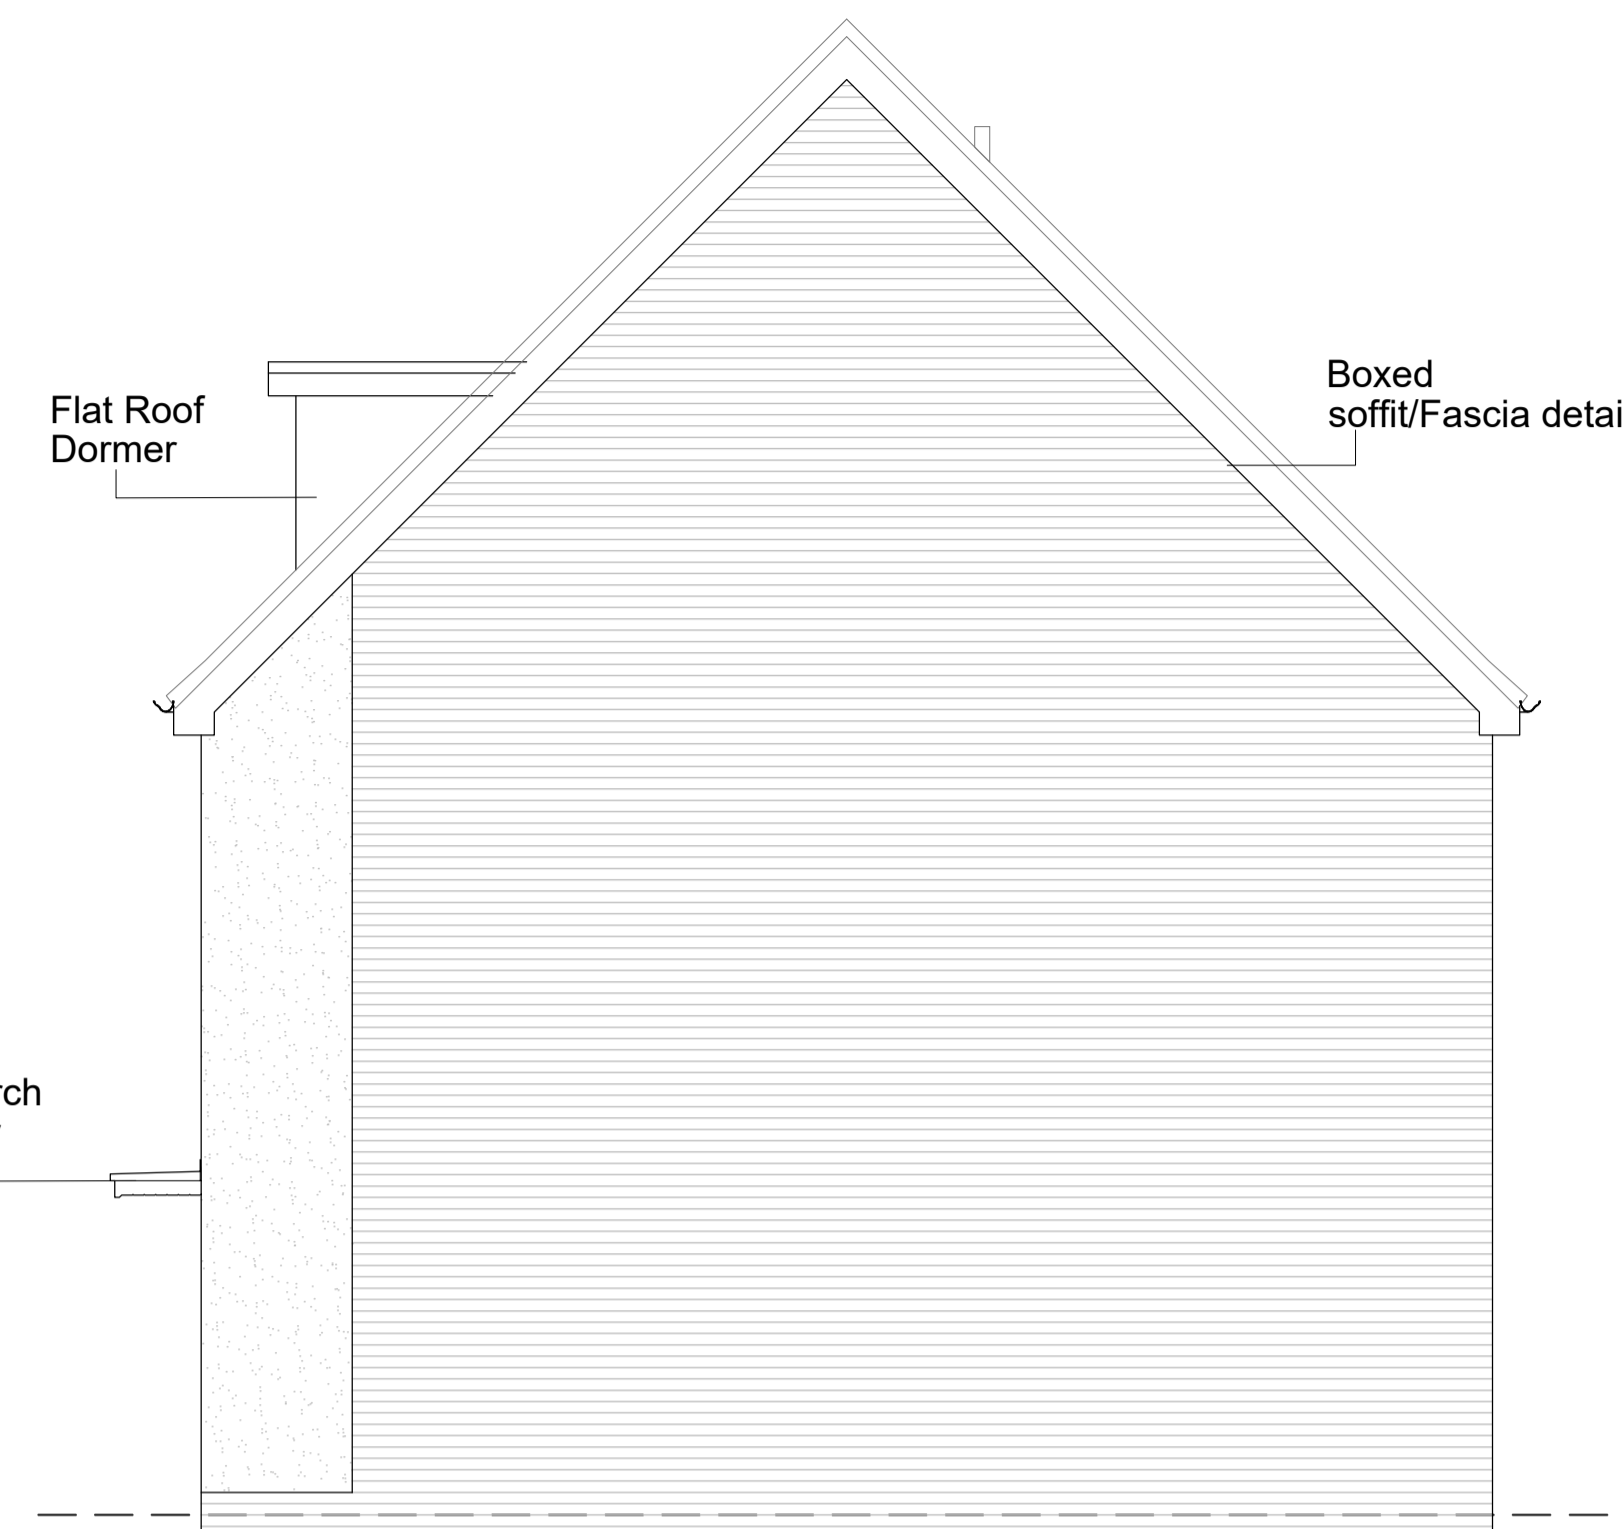 Flat Roof
Dormer
Boxed
soffit/Fascia detai
rch